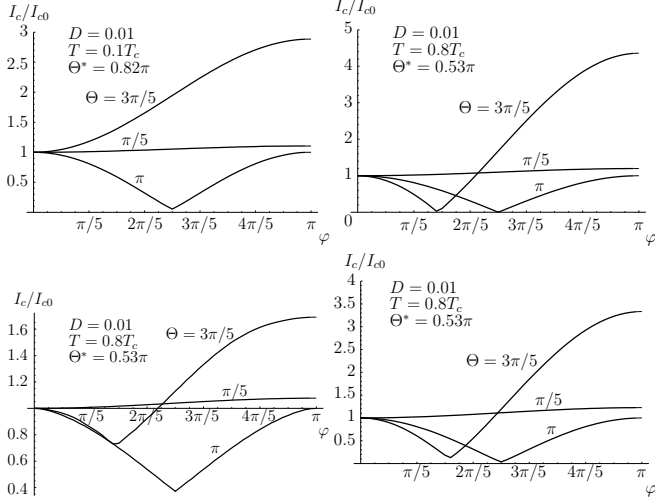 I_c/I_{c0}
3
2.5
2
1.5
1
0.5
D = 0.01
T = 0.1T_c
Θ* = 0.82π
Θ = 3π/5
π/5
π
π/5 2π/5 3π/5 4π/5 π
φ
I_c/I_{c0}
5
4
3
2
1
0
D = 0.01
T = 0.8T_c
Θ* = 0.53π
Θ = 3π/5
π/5
π
π/5 2π/5 3π/5 4π/5 π
φ
I_c/I_{c0}
1.6
1.4
1.2
1
0.8
0.6
0.4
D = 0.01
T = 0.8T_c
Θ* = 0.53π
Θ = 3π/5
π/5
π/5 2π/5 3π/5 4π/5 π
φ
π
I_c/I_{c0}
4
3.5
3
2.5
2
1.5
1
0.5
D = 0.01
T = 0.8T_c
Θ* = 0.53π
Θ = 3π/5
π/5
π
π/5 2π/5 3π/5 4π/5 π
φ